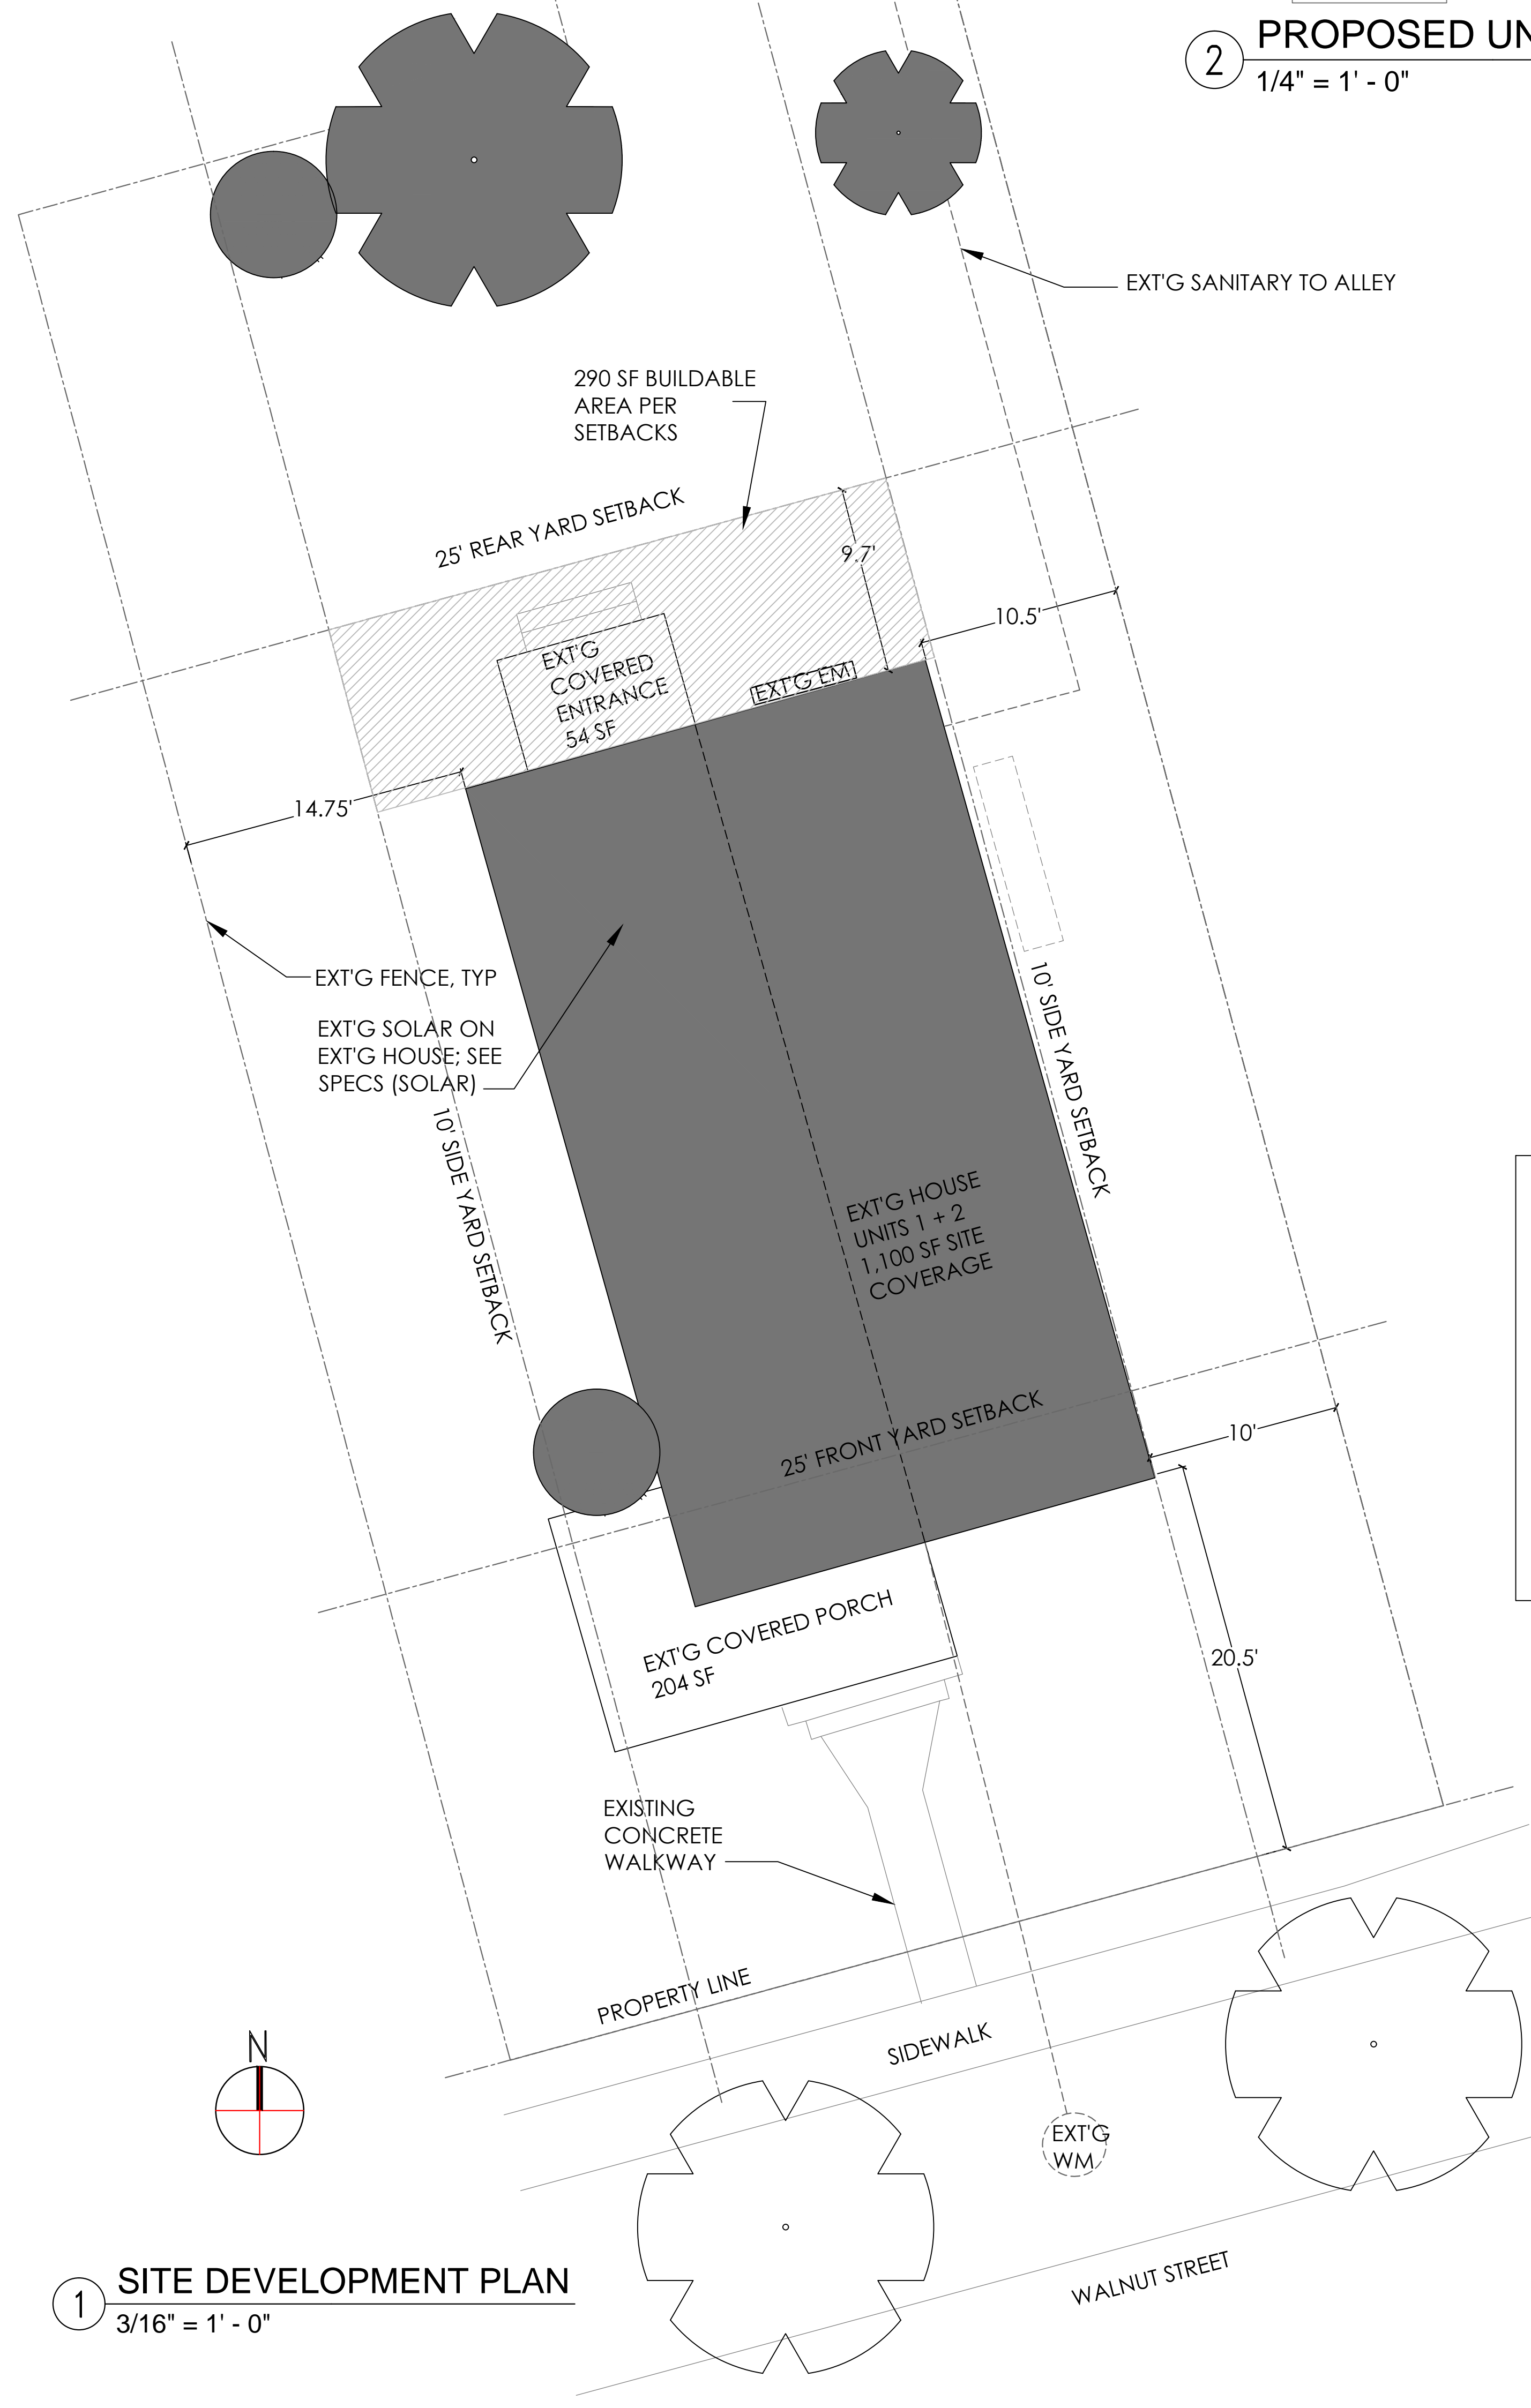 2
PROPOSED UN
1/4" = 1' - 0"
EXT'G SANITARY TO ALLEY
290 SF BUILDABLE
AREA PER
SETBACKS
25' REAR YARD SETBACK
9.7'
10.5'
EXT'G
COVERED
ENTRANCE
54 SF
EXT'G EM
14.75'
EXT'G FENCE, TYP
EXT'G SOLAR ON
EXT'G HOUSE; SEE
SPECS (SOLAR)
10' SIDE YARD SETBACK
10' SIDE YARD SETBACK
EXT'G HOUSE
UNITS 1 + 2
1,100 SF SITE
COVERAGE
25' FRONT YARD SETBACK
10'
EXT'G COVERED PORCH
204 SF
20.5'
EXISTING
CONCRETE
WALKWAY
PROPERTY LINE
SIDEWALK
N
EXT'G
WM
WALNUT STREET
1
SITE DEVELOPMENT PLAN
3/16" = 1' - 0"